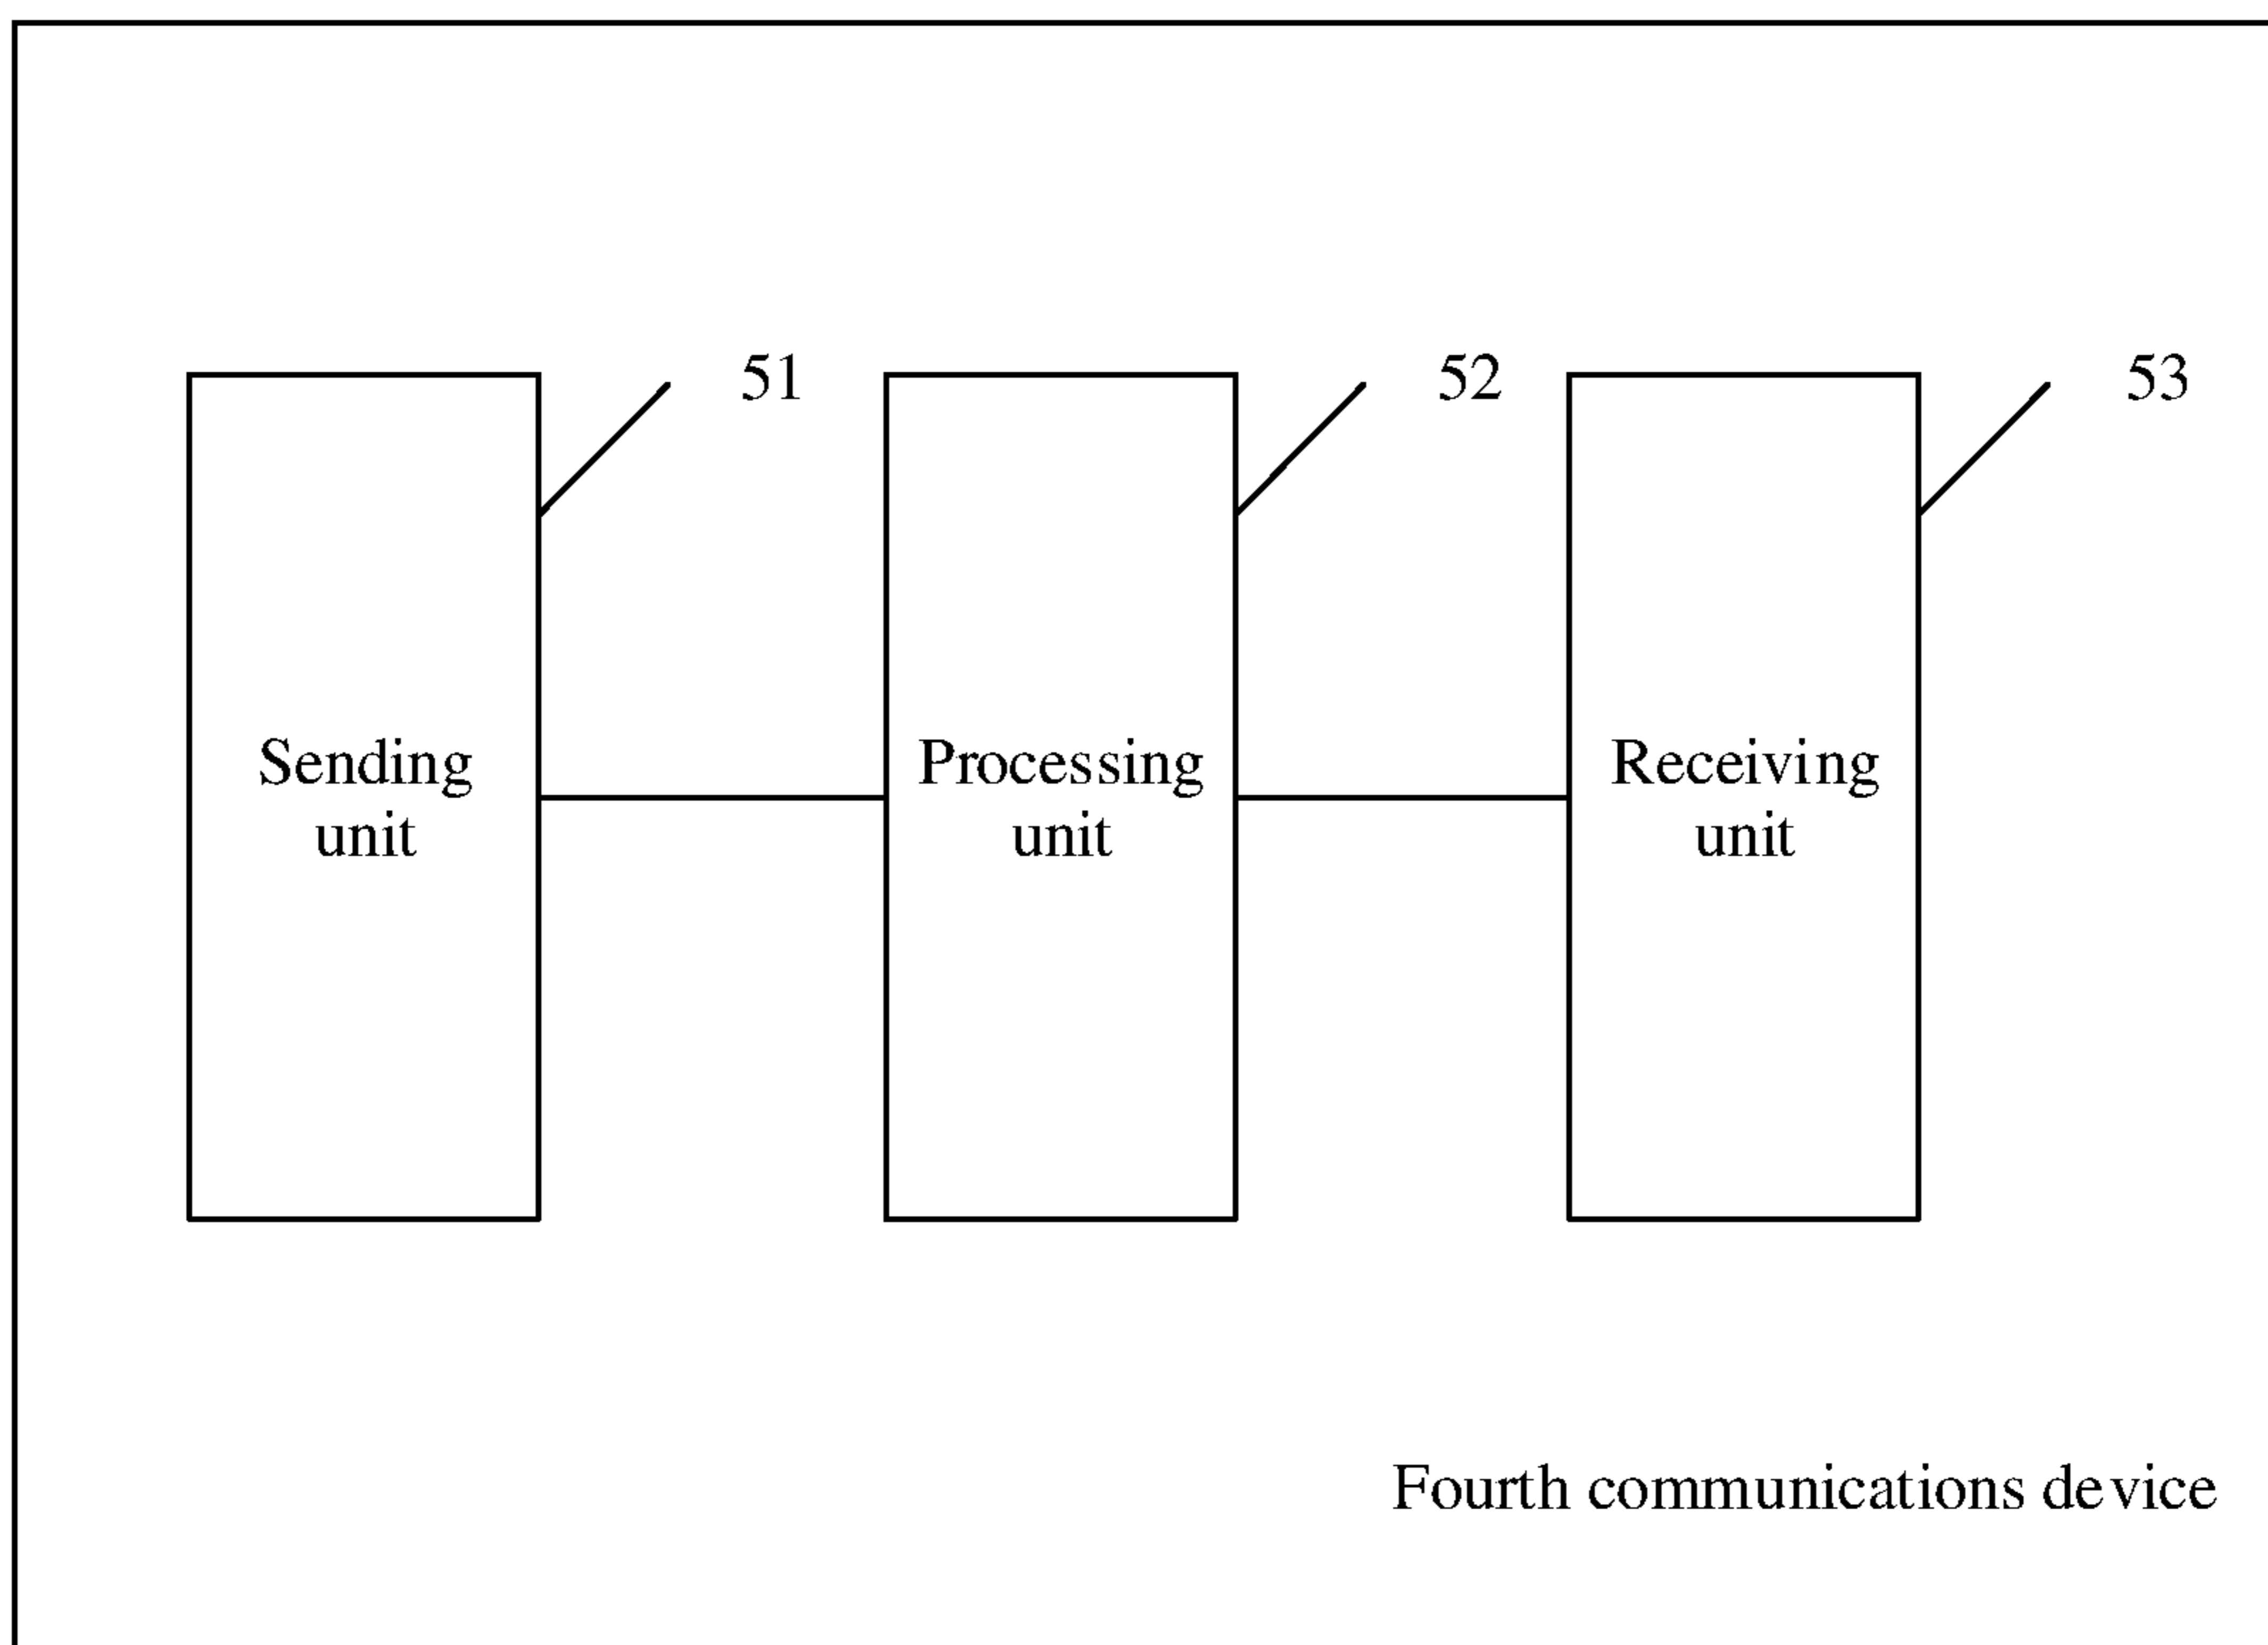 51
52
53
Sending
unit
Processing
unit
Receiving
unit
Fourth communications device